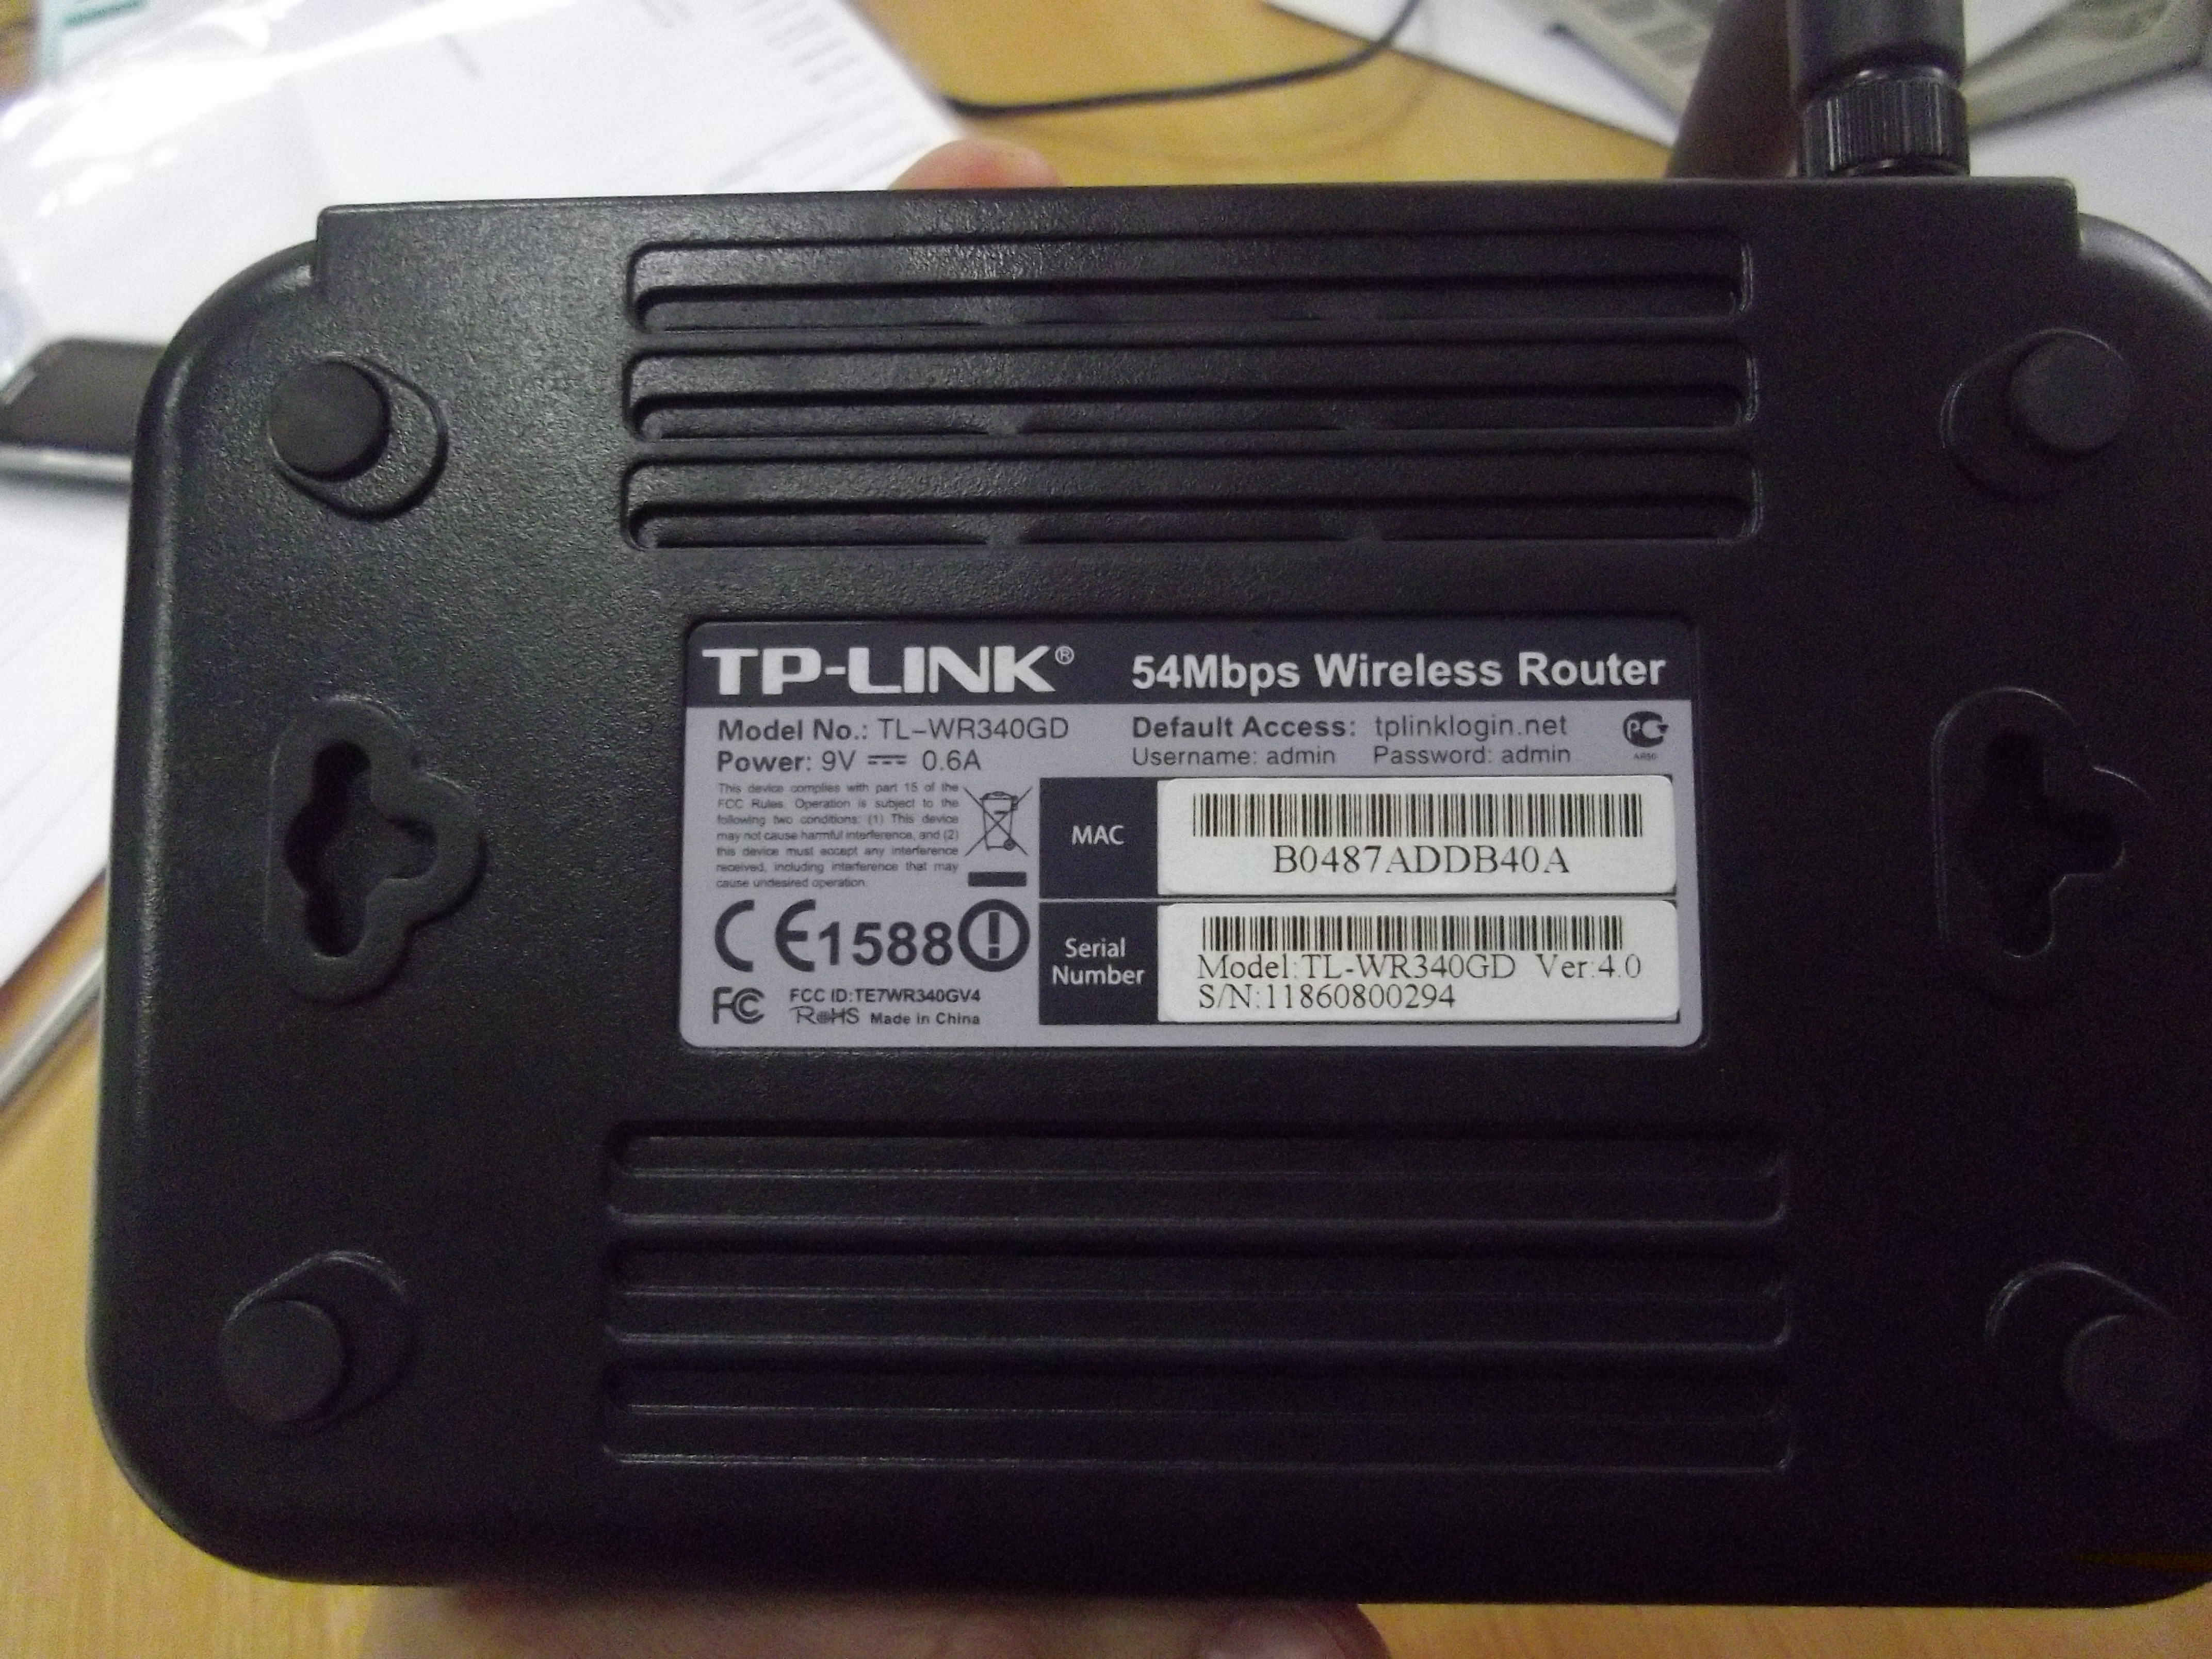 TP-LINK® 54Mbps Wireless Router
Model No.: TL-WR340GD
Power: 9V 0.6A
Default Access: tplinklogin.net
Username: admin Password: admin
This device complies with part 15 of the
FCC Rules. Operation is subject to the
following two conditions: (1) This device
may not cause harmful interference, and (2)
this device must accept any interference
received, including interference that may
cause undesired operation.
MAC
B0487ADDB40A
CE1588
FC FCC ID:TE7WR340GV4
RoHS Made in China
Serial
Number
Model:TL-WR340GD Ver:4.0
S/N:11860800294